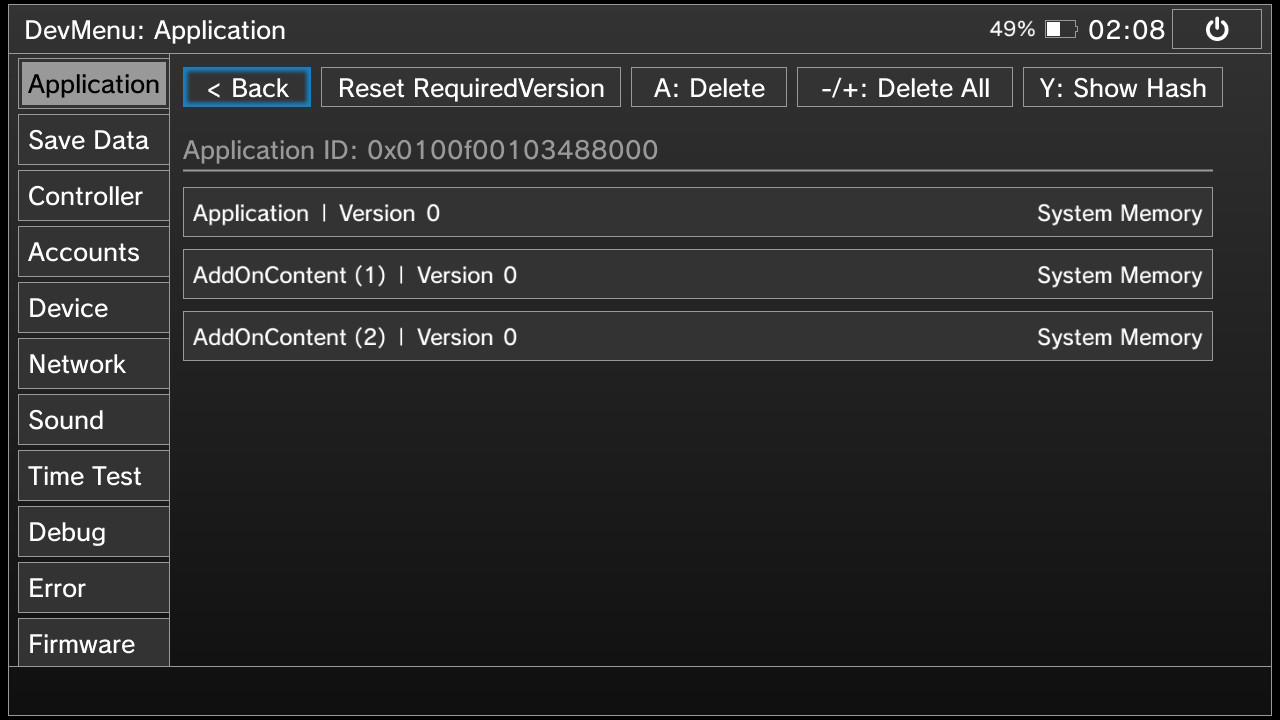 DevMenu: Application
49% 02:08
Application
Save Data
Controller
Accounts
Device
Network
Sound
Time Test
Debug
Error
Firmware
< Back
Reset RequiredVersion
A: Delete
-/+: Delete All
Y: Show Hash
Application ID: 0x0100f00103488000
Application | Version 0 System Memory
AddOnContent (1) | Version 0 System Memory
AddOnContent (2) | Version 0 System Memory